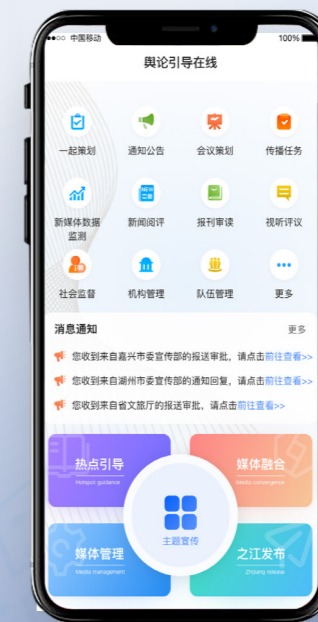 中国移动 100%
舆论引导在线
一起策划 通知公告 会议策划 传播任务
新媒体数据 新闻阅评 报刊审读 视听评议
监测
社会监督 机构管理 队伍管理 更多
消息通知 更多
您收到来自嘉兴市委宣传部的报送审批，请点击前往查看>>
您收到来自湖州市委宣传部的通知回复，请点击前往查看>>
您收到来自省文旅厅的报送审批，请点击前往查看>>
热点引导 媒体融合
Hotspot guidance Media convergence
主题宣传
媒体管理 之江发布
Media management Zhijiang release